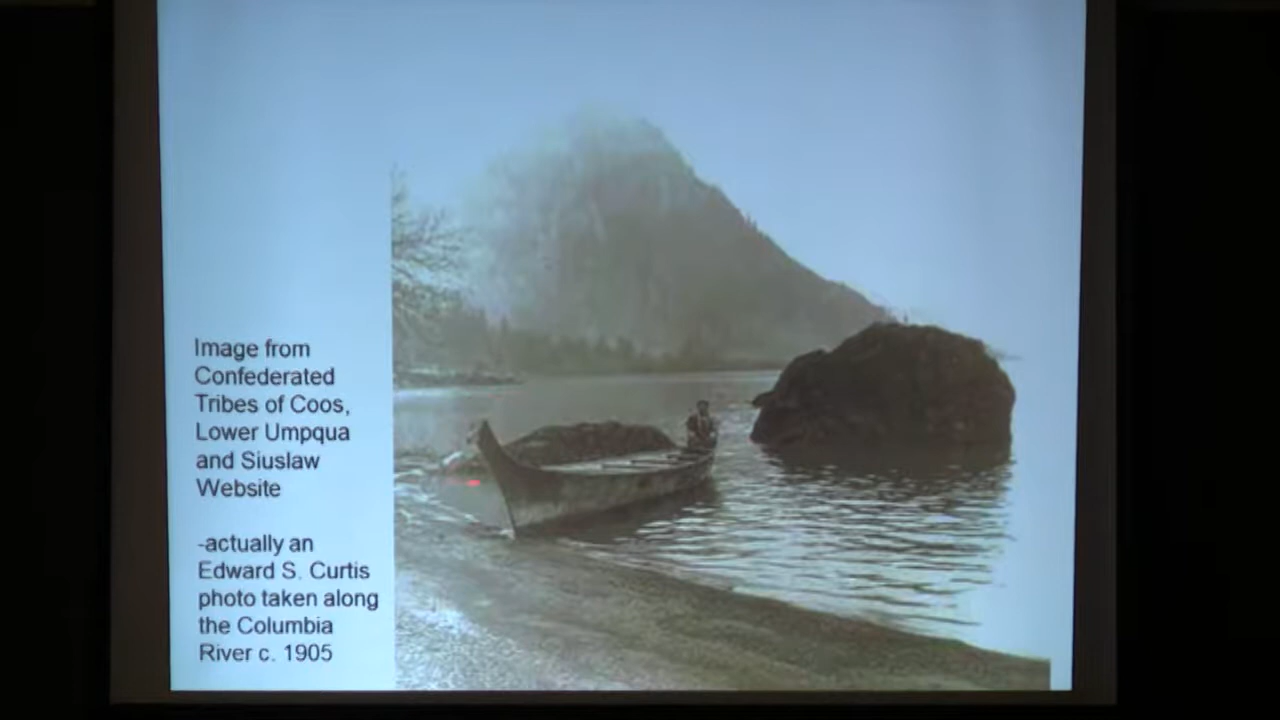 Image from
Confederated
Tribes of Coos,
Lower Umpqua
and Siuslaw
Website
-actually an
Edward S. Curtis
photo taken along
the Columbia
River c. 1905